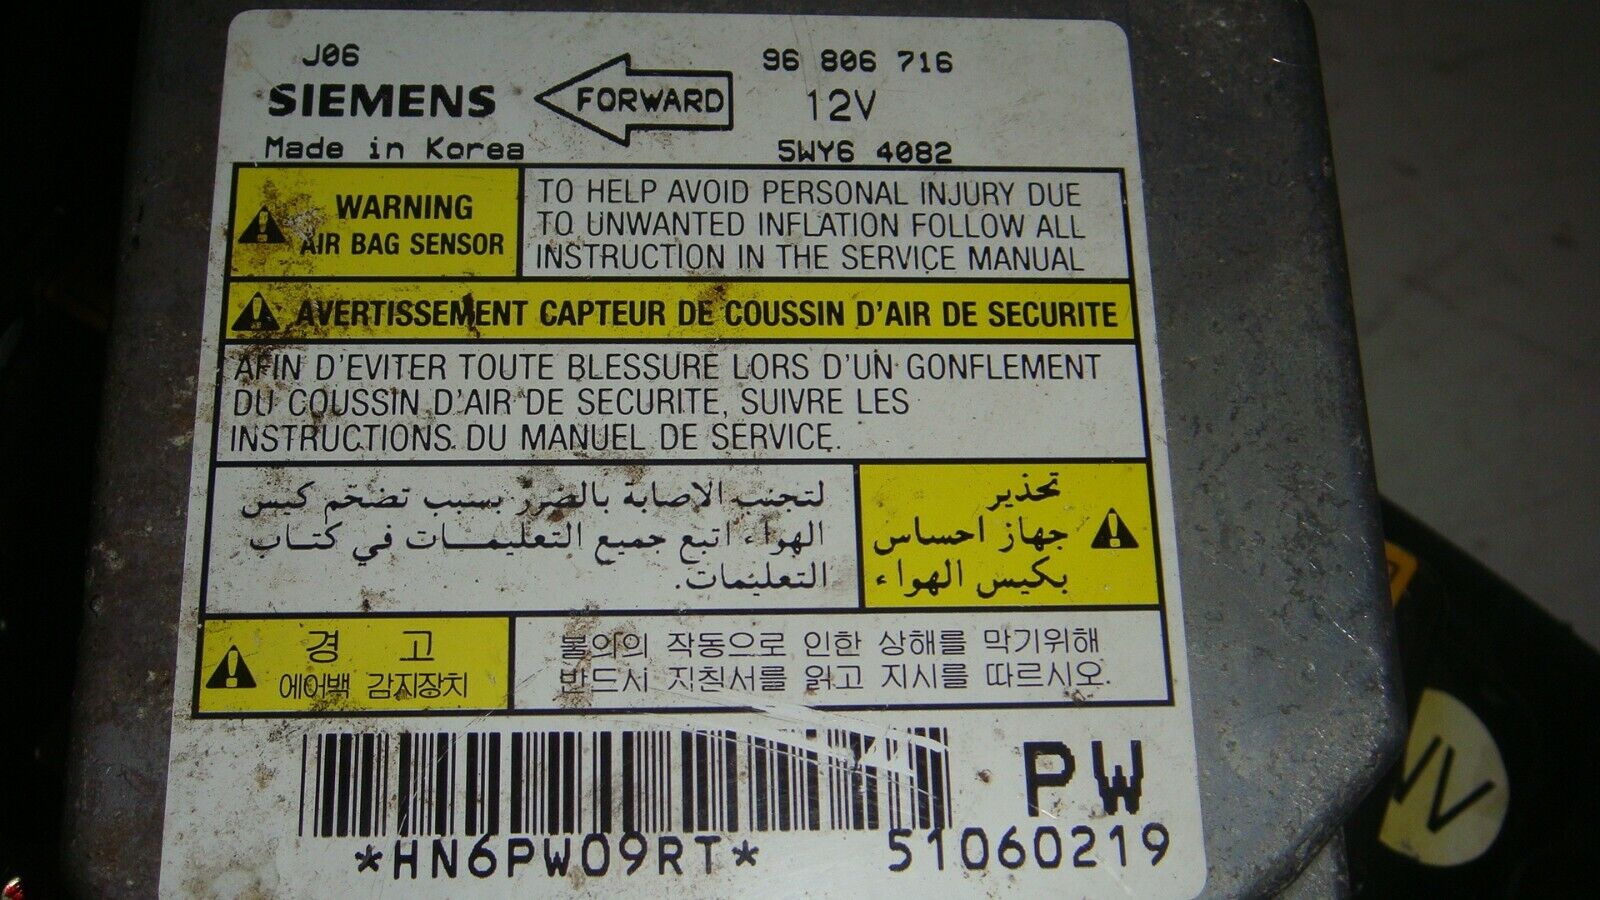 J06
SIEMENS
Made in Korea
FORWARD
96 806 716
12V
5WY6 4082
WARNING
AIR BAG SENSOR
TO HELP AVOID PERSONAL INJURY DUE
TO UNWANTED INFLATION FOLLOW ALL
INSTRUCTION IN THE SERVICE MANUAL
AVERTISSEMENT CAPTEUR DE COUSSIN D'AIR DE SECURITE
AFIN D'EVITER TOUTE BLESSURE LORS D'UN GONFLEMENT
DU COUSSIN D'AIR DE SECURITE, SUIVRE LES
INSTRUCTIONS DU MANUEL DE SERVICE.
تحذير
جهاز احساس
بكيس الهواء
لتجنب الاصابة بالضرر بسبب تضخم كيس
الهواء اتبع جميع التعليمــات في كتاب
التعليمات.
경 고
에어백 감지장치
불의의 작동으로 인한 상해를 막기위해
반드시 지침서를 읽고 지시를 따르시오.
PW
*HN6PW09RT*
51060219
W